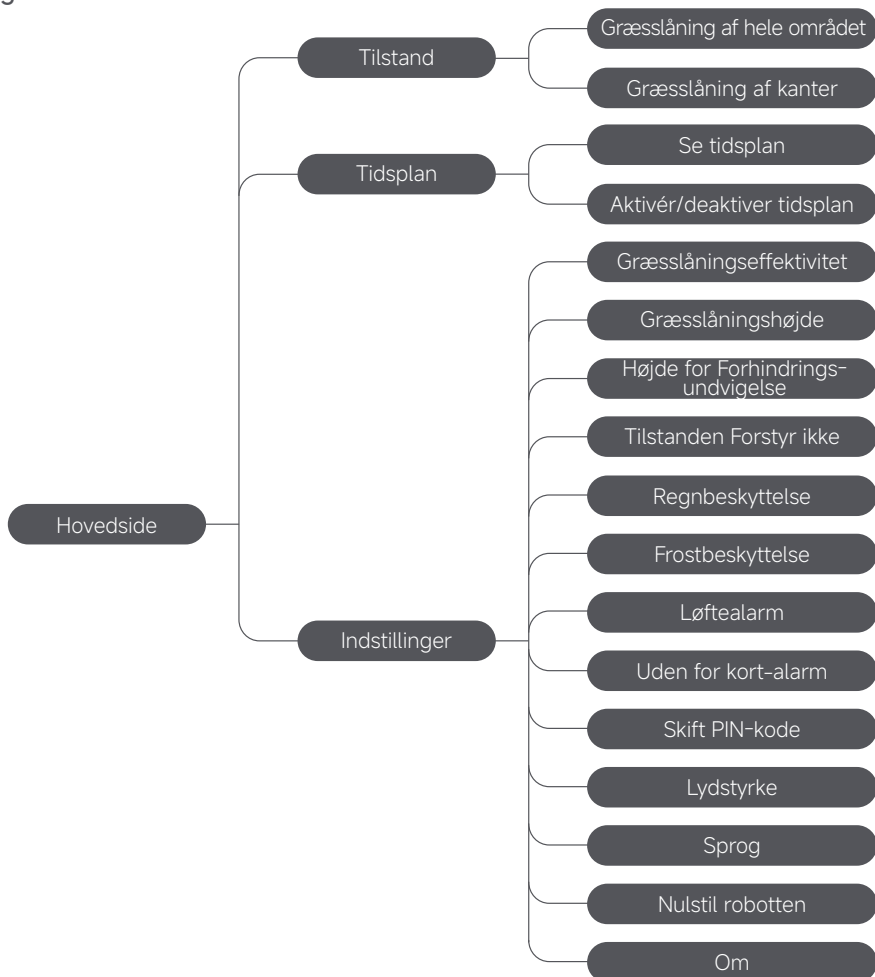 Græsslåning af hele området
Tilstand
Græsslåning af kanter
Se tidsplan
Tidsplan
Aktivér/deaktiver tidsplan
Græsslåningseffektivitet
Græsslåningshøjde
Højde for Forhindrings-
undvigelse
Tilstanden Forstyr ikke
Regnbeskyttelse
Hovedside
Frostbeskyttelse
Løftealarm
Indstillinger
Uden for kort-alarm
Skift PIN-kode
Lydstyrke
Sprog
Nulstil robotten
Om